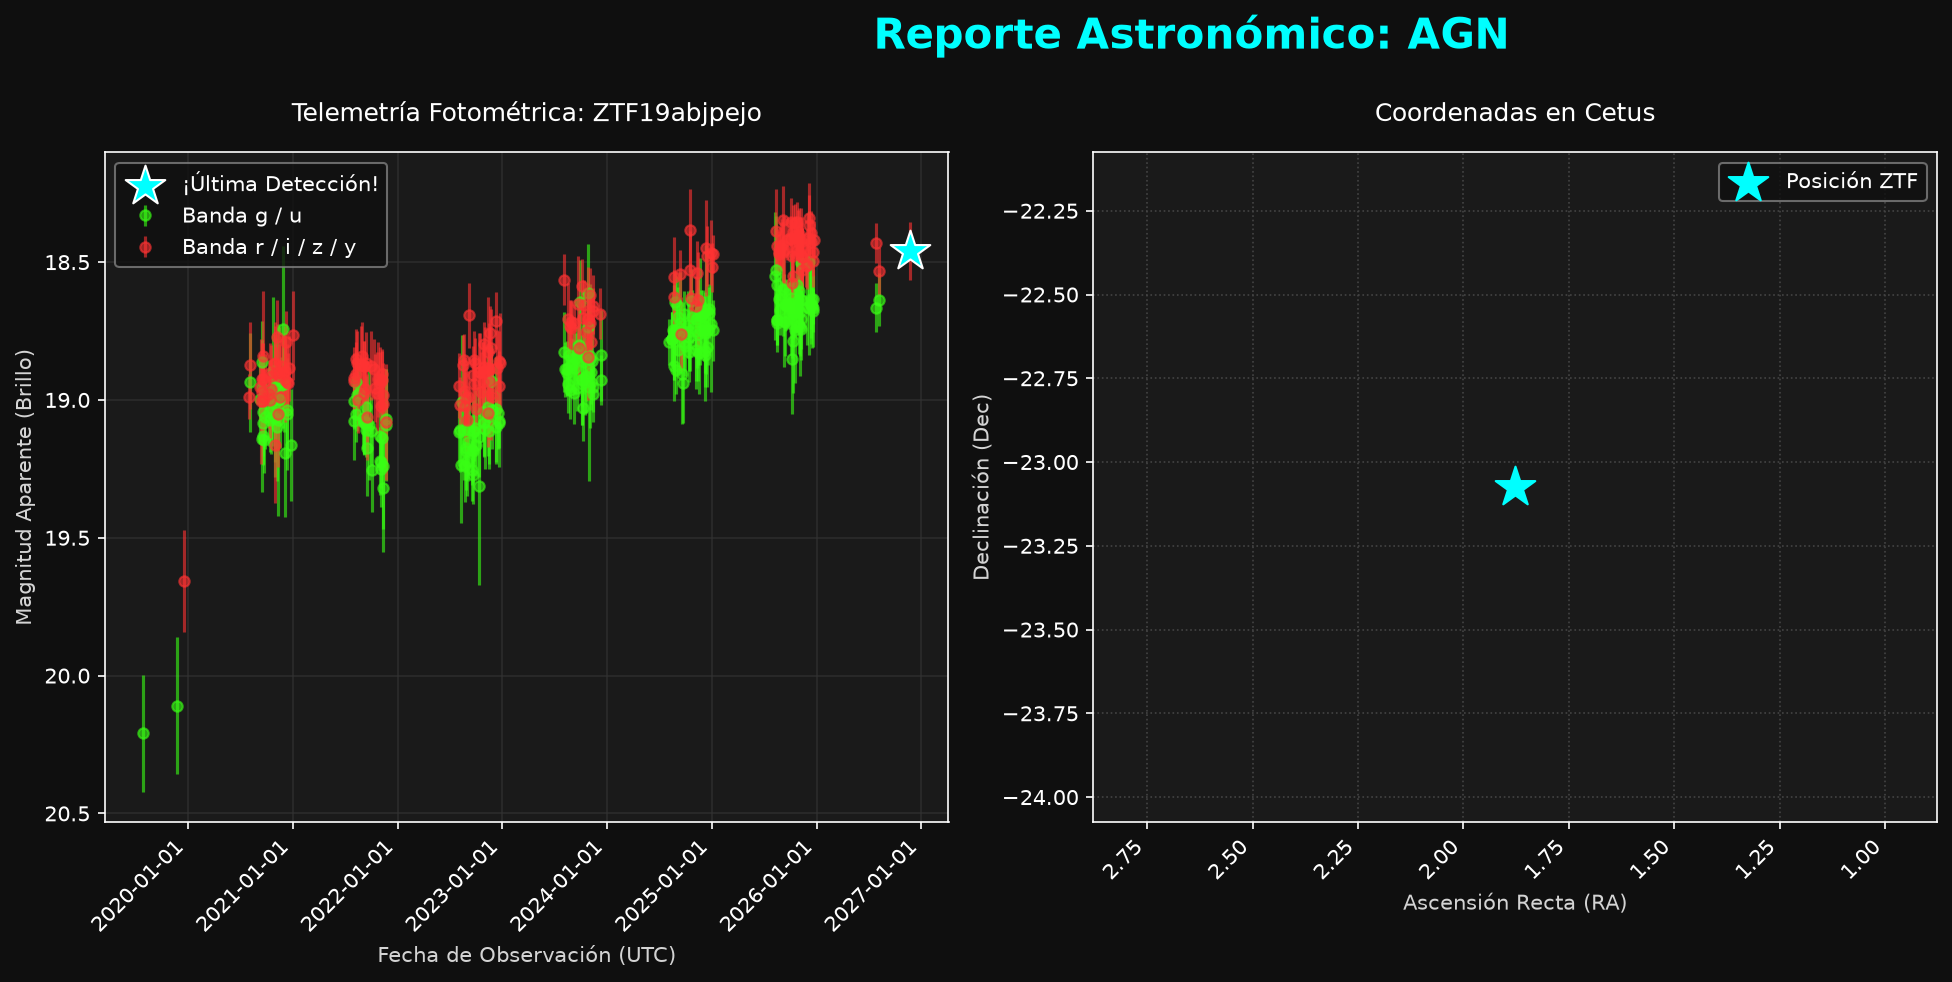 Reporte Astronómico: AGN
Telemetría Fotométrica: ZTF19abjpejo
¡Última Detección!
Banda g / u
Banda r / i / z / y
Magnitud Aparente (Brillo)
18.5
19.0
19.5
20.0
20.5
2020-01-01
2021-01-01
2022-01-01
2023-01-01
2024-01-01
2025-01-01
2026-01-01
2027-01-01
Fecha de Observación (UTC)
Coordenadas en Cetus
Posición ZTF
Declinación (Dec)
−22.25
−22.50
−22.75
−23.00
−23.25
−23.50
−23.75
−24.00
2.75
2.50
2.25
2.00
1.75
1.50
1.25
1.00
Ascensión Recta (RA)